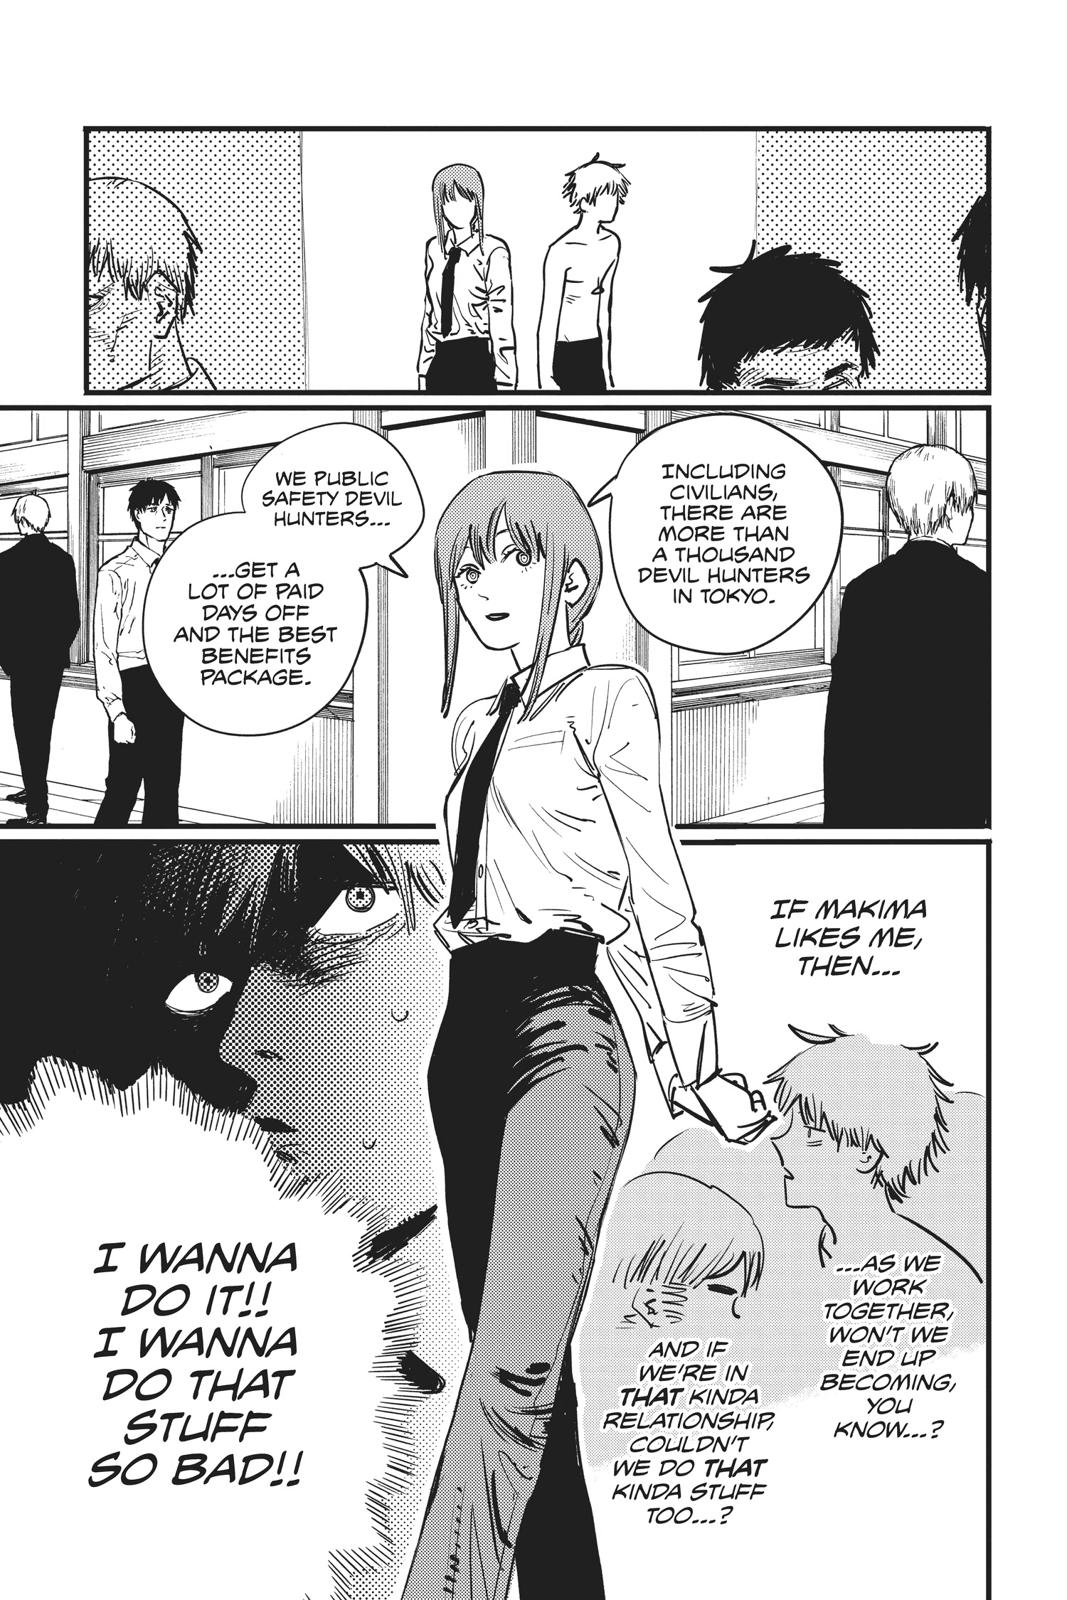 INCLUDING
CIVILIANS,
THERE ARE
MORE THAN
A THOUSAND
DEVIL HUNTERS
IN TOKYO.
WE PUBLIC
SAFETY DEVIL
HUNTERS...
...GET A
LOT OF PAID
DAYS OFF
AND THE BEST
BENEFITS
PACKAGE.
IF MAKIMA
LIKES ME,
THEN...
...AS WE
WORK
TOGETHER,
WON'T WE
END UP
BECOMING,
YOU
KNOW...?
AND IF
WE'RE IN
THAT KINDA
RELATIONSHIP,
COULDN'T
WE DO THAT
KINDA STUFF
TOO...?
I WANNA
DO IT!!
I WANNA
DO THAT
STUFF
SO BAD!!